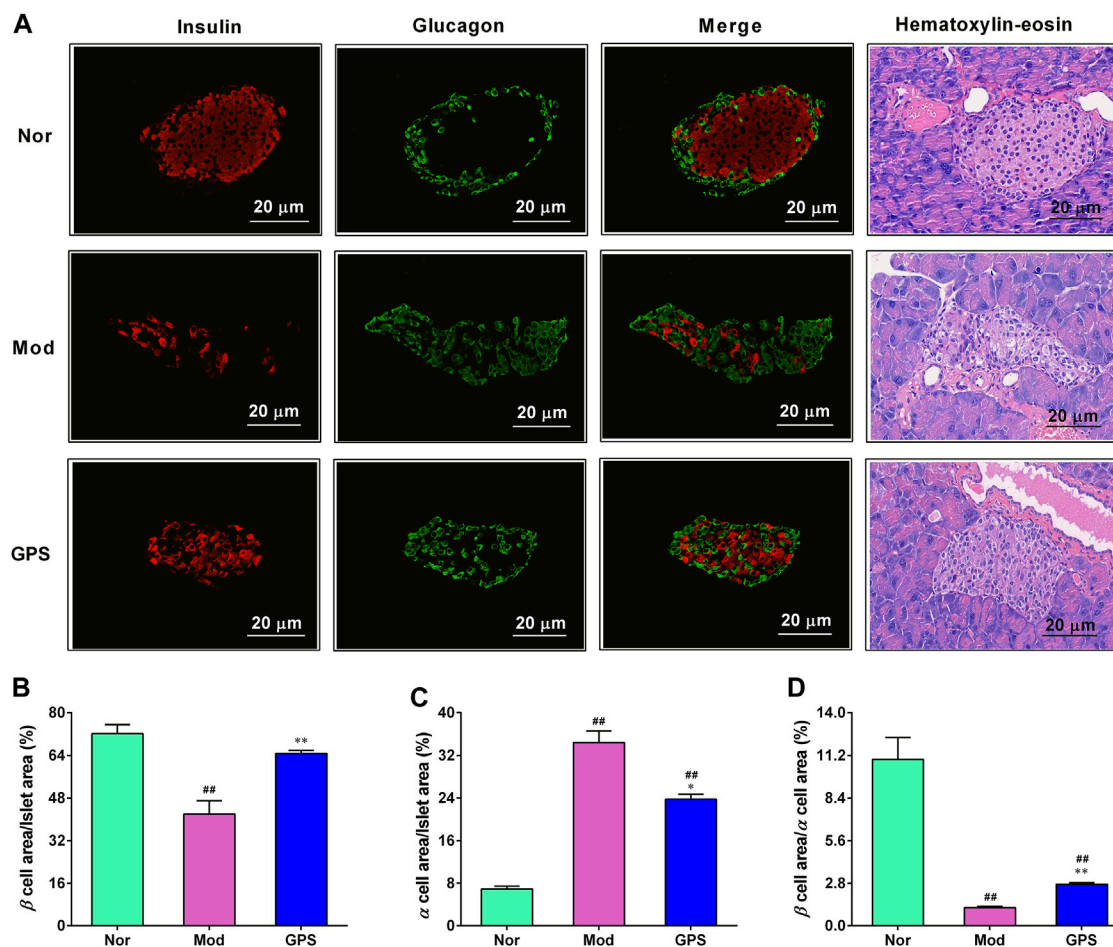 A
Insulin
Glucagon
Merge
Hematoxylin-eosin
Nor
20 μm
20 μm
20 μm
20 μm
Mod
20 μm
20 μm
20 μm
20 μm
GPS
20 μm
20 μm
20 μm
20 μm
B
β cell area/Islet area (%)
80
64
48
32
16
0
##
**
Nor
Mod
GPS
C
α cell area/Islet area (%)
40
32
24
16
8
0
##
##
*
Nor
Mod
GPS
D
β cell area/α cell area (%)
14.0
11.2
8.4
5.6
2.8
0.0
##
##
**
Nor
Mod
GPS